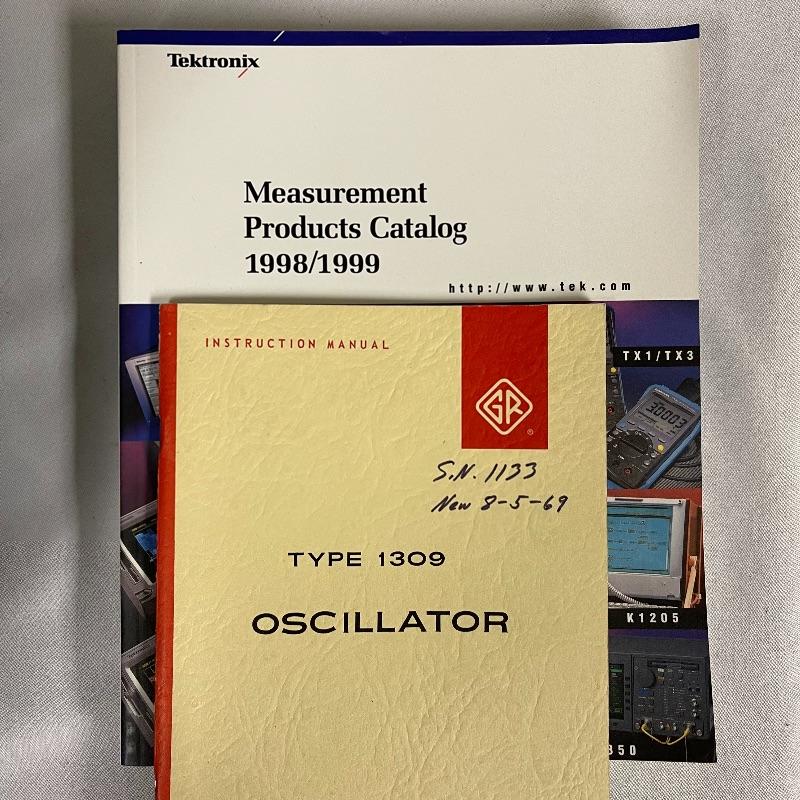 Tektronix
Measurement
Products Catalog
1998/1999
http://www.tek.com
TX1/TX3
30003
K1205
INSTRUCTION MANUAL
GR
®
S.N. 1133
New 8-5-69
TYPE 1309
OSCILLATOR